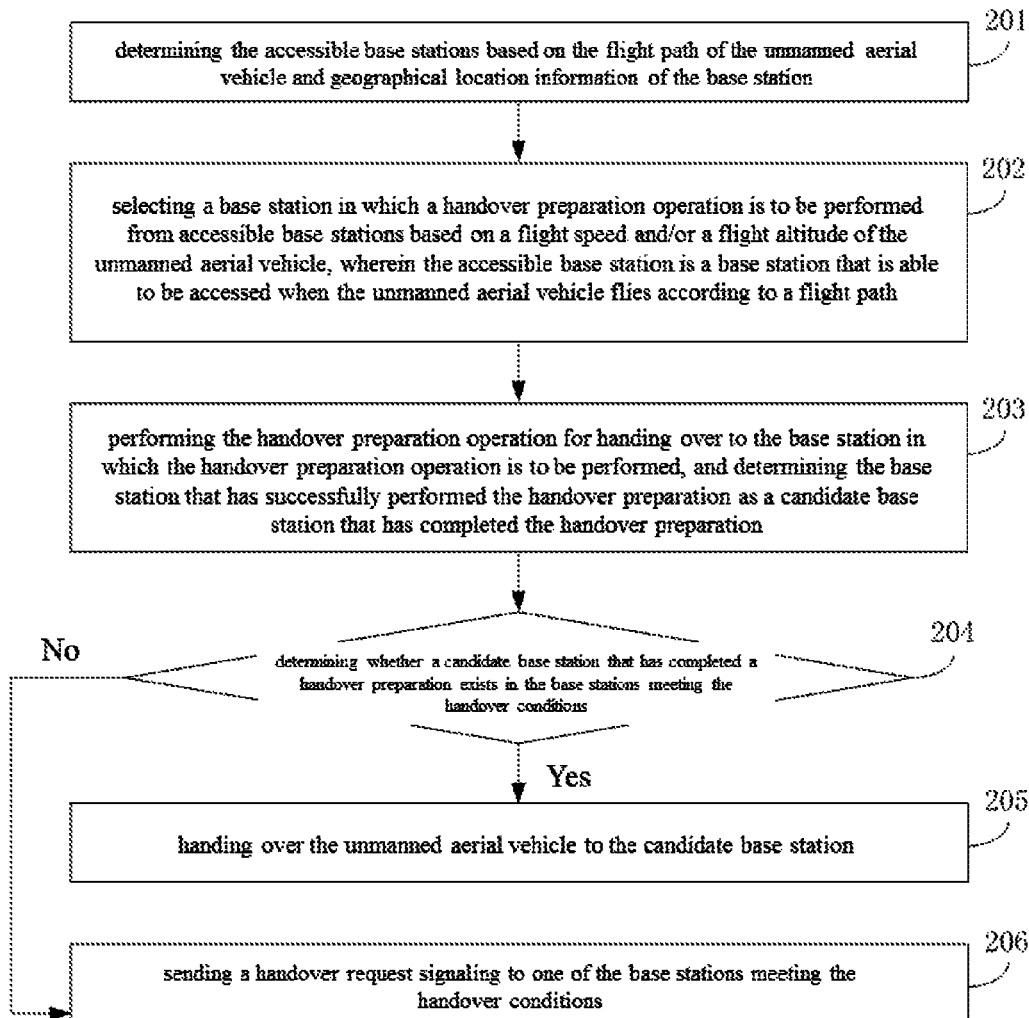 201
determining the accessible base stations based on the flight path of the unmanned aerial
vehicle and geographical location information of the base station
202
selecting a base station in which a handover preparation operation is to be performed
from accessible base stations based on a flight speed and/or a flight altitude of the
unmanned aerial vehicle, wherein the accessible base station is a base station that is able
to be accessed when the unmanned aerial vehicle flies according to a flight path
203
performing the handover preparation operation for handing over to the base station in
which the handover preparation operation is to be performed, and determining the base
station that has successfully performed the handover preparation as a candidate base
station that has completed the handover preparation
204
No
determining whether a candidate base station that has completed a
handover preparation exists in the base stations meeting the
handover conditions
Yes
205
handing over the unmanned aerial vehicle to the candidate base station
206
sending a handover request signaling to one of the base stations meeting the
handover conditions